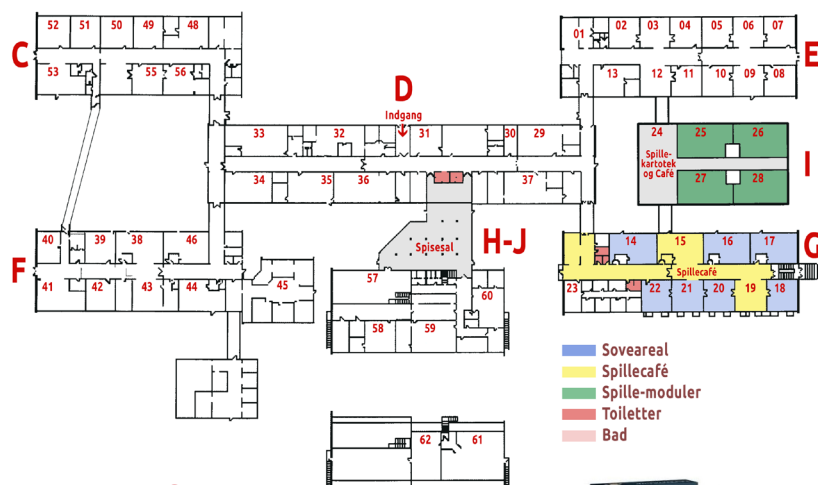 52 51 50 49 48
C
53 55 56
01 02 03 04 05 06 07
E
13 12 11 10 09 08
D
Indgang
33 32 31 30 29
34 35 36 37
24 25 26
Spille-
kartotek
og Café
I
27 28
40 39 38 46
F
41 42 43 44 45
Spisesal
H-J
57 60
58 59
14 15 16 17
G
Spillecafé
23 22 21 20 19 18
Soveareal
Spillecafé
Spille-moduler
Toiletter
Bad
62 61